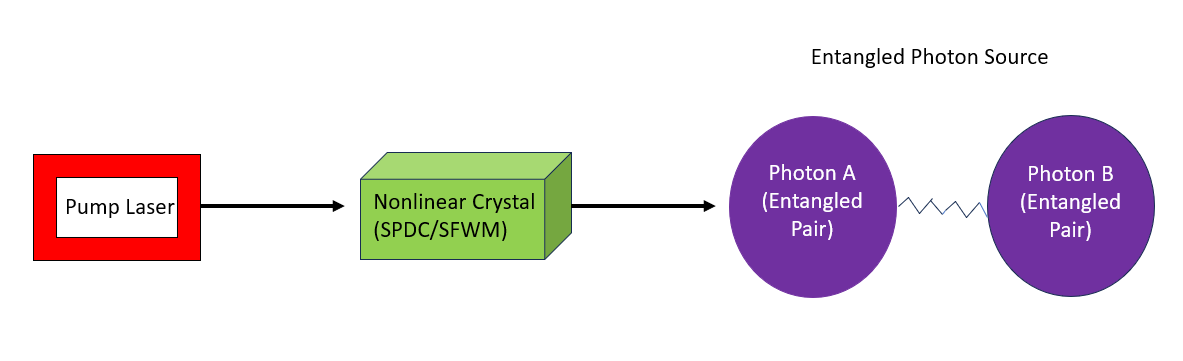 Entangled Photon Source
Pump Laser
Nonlinear Crystal
(SPDC/SFWM)
Photon A
(Entangled
Pair)
Photon B
(Entangled
Pair)